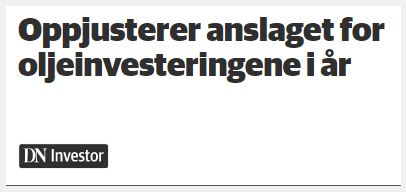 Oppjusterer anslaget for
oljeinvesteringene i år
DN Investor